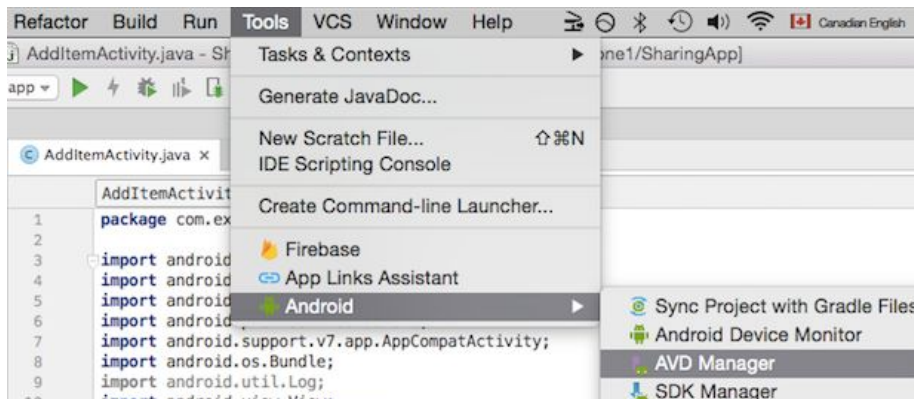 Refactor Build Run Tools VCS Window Help Canadian English
AddItemActivity.java - Sh
one1/SharingApp]
Tasks & Contexts
app
Generate JavaDoc...
New Scratch File... ⇧⌘N
IDE Scripting Console
AddItemActivity.java ×
AddItemActivit
Create Command-line Launcher...
1 package com.ex
2
3 import android
4 import android
5 import android
6 import android
7 import android.support.v7.app.AppCompatActivity;
8 import android.os.Bundle;
9 import android.util.Log;
Firebase
App Links Assistant
Android
Sync Project with Gradle Files
Android Device Monitor
AVD Manager
SDK Manager